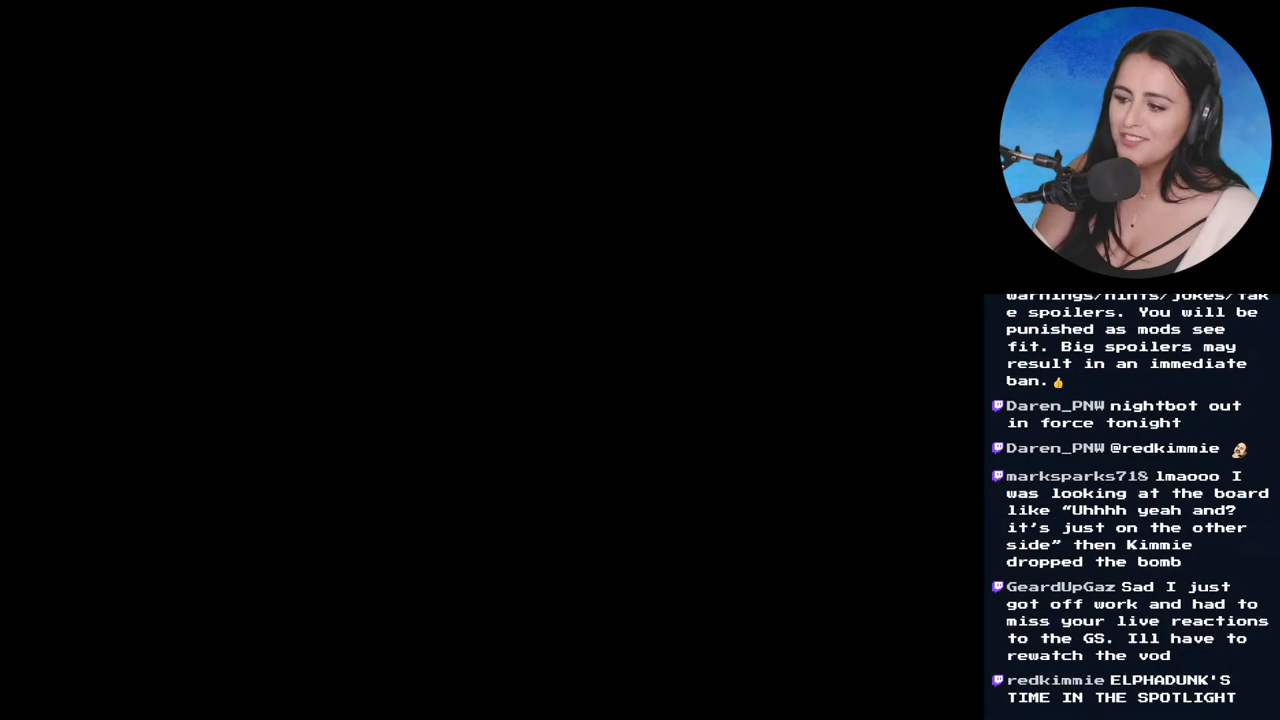 warnings/hints/jokes/fak
e spoilers. You will be
punished as mods see
fit. Big spoilers may
result in an immediate
ban.👍
Daren_PNW nightbot out
in force tonight
Daren_PNW @redkimmie
marksparks718 lmaooo I
was looking at the board
like “Uhhhh yeah and?
it’s just on the other
side” then Kimmie
dropped the bomb
GeardUpGaz Sad I just
got off work and had to
miss your live reactions
to the GS. Ill have to
rewatch the vod
redkimmie ELPHADUNK'S
TIME IN THE SPOTLIGHT